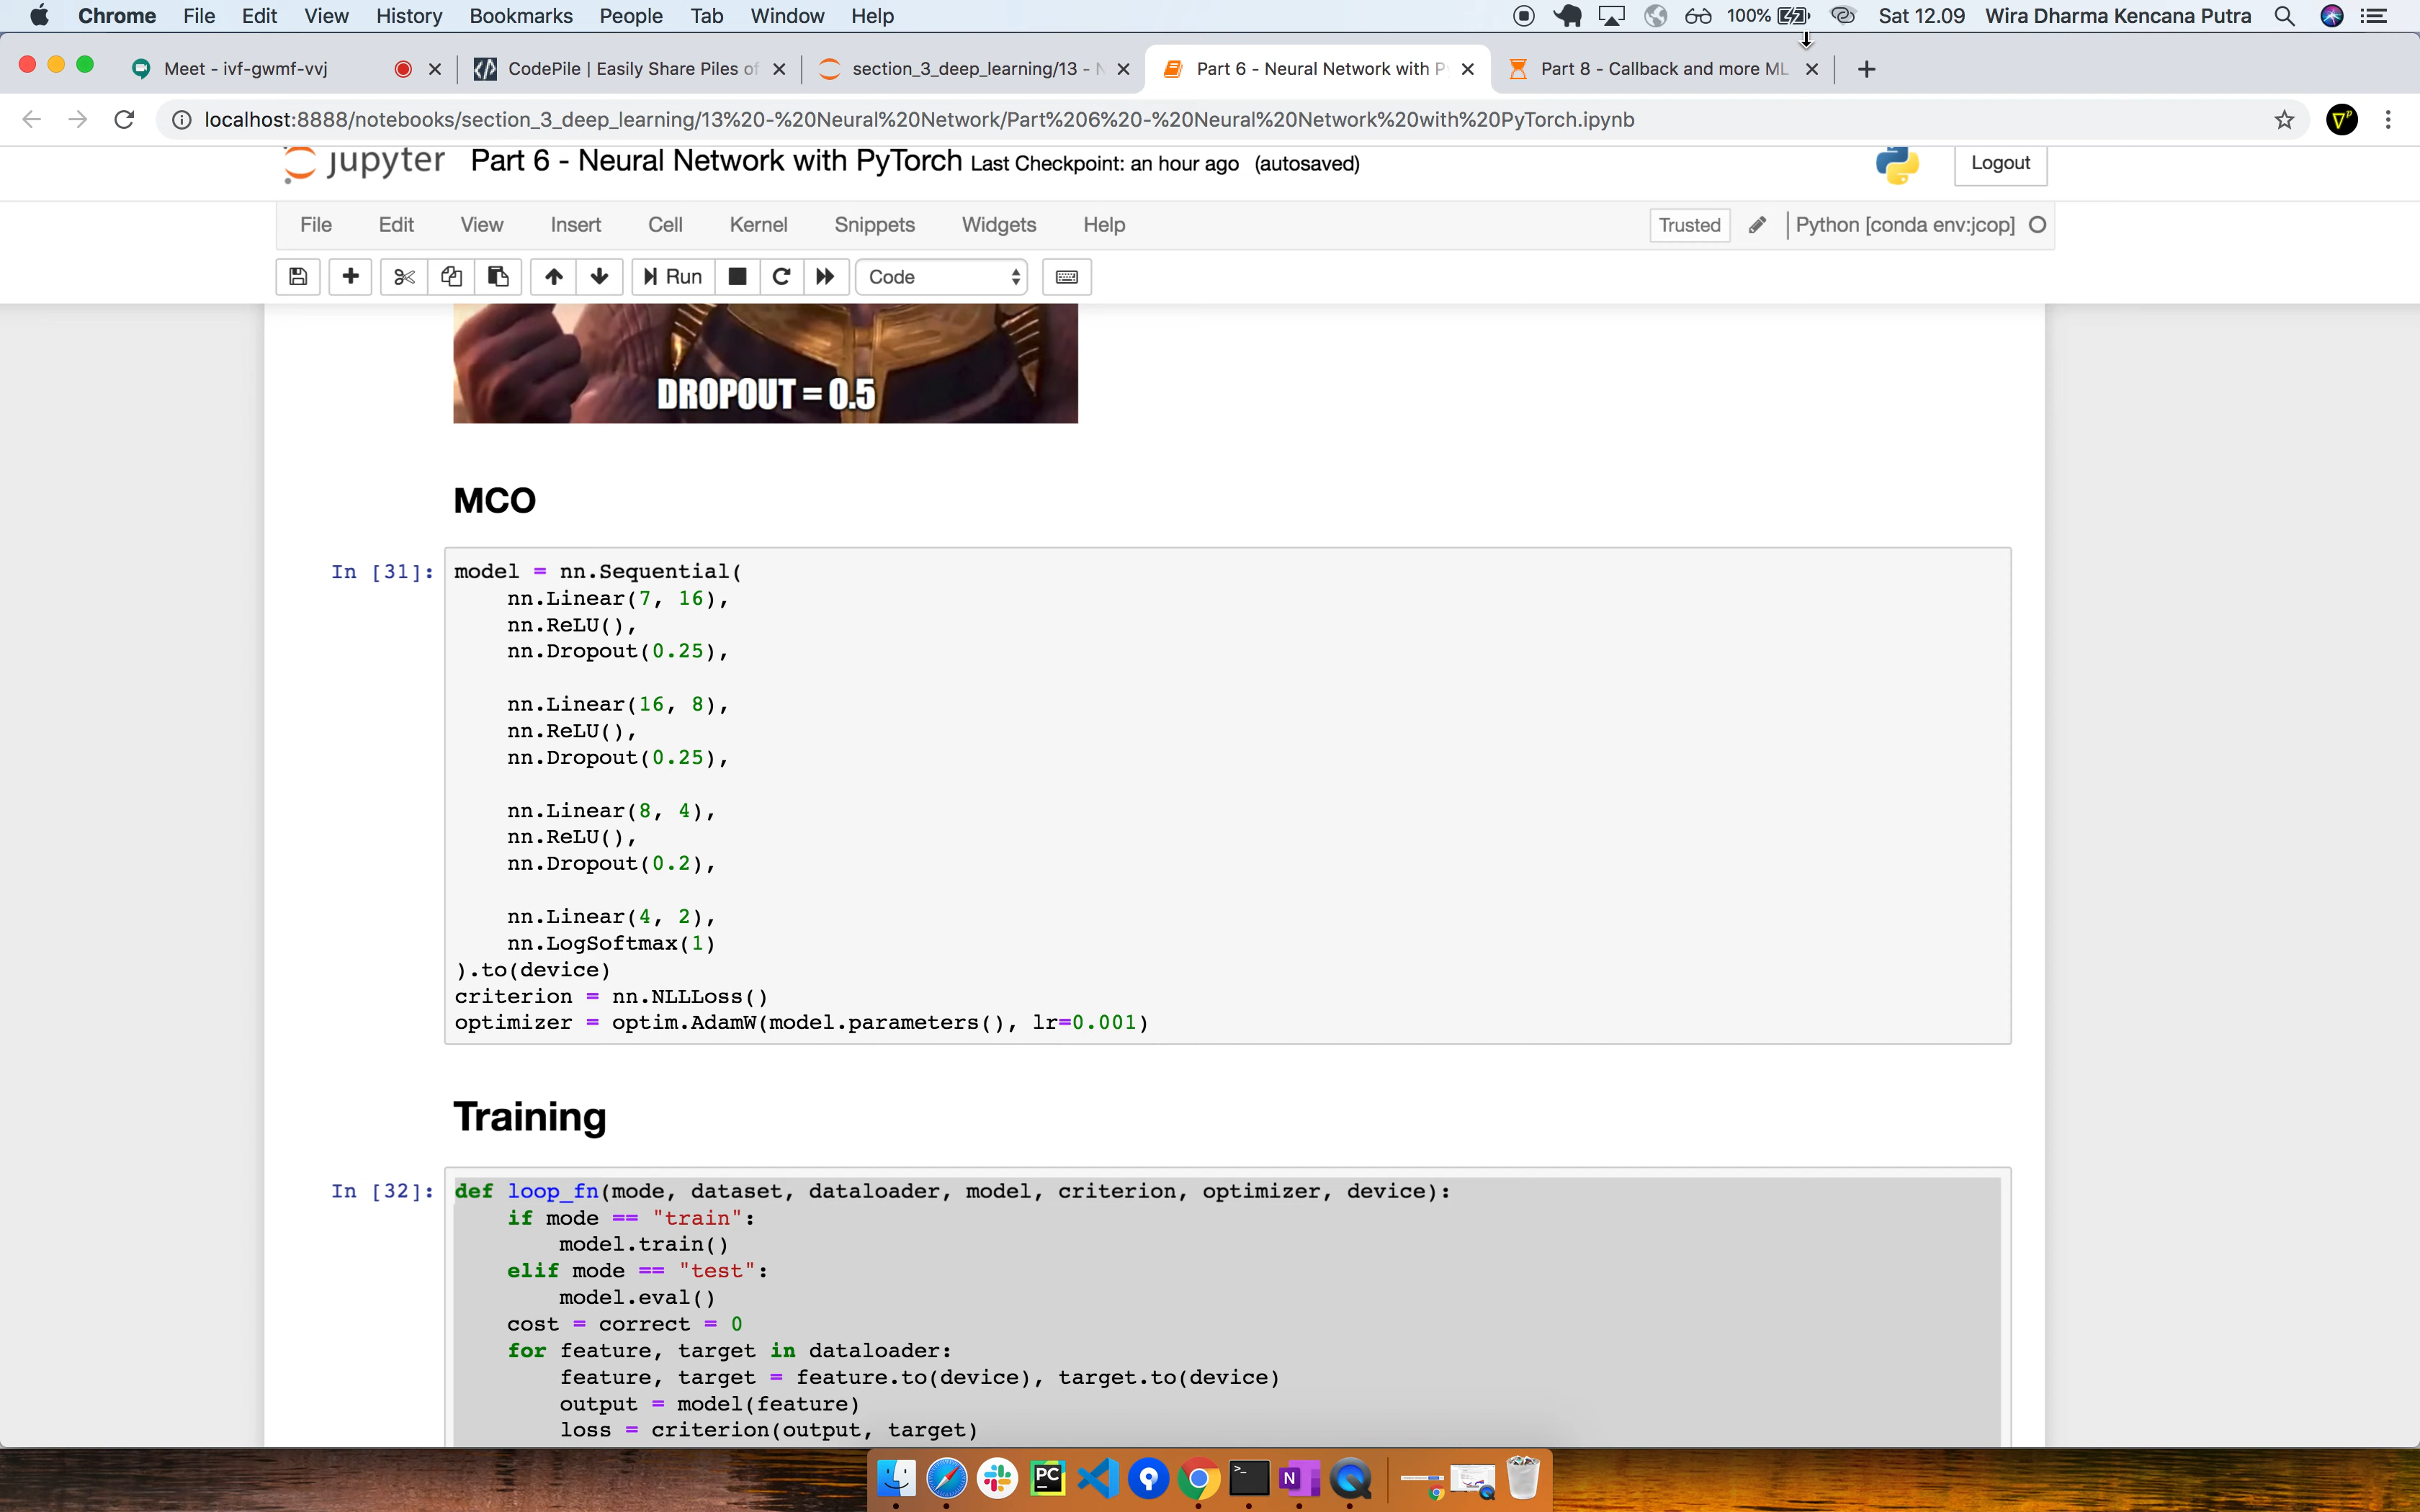 Chrome File Edit View History Bookmarks People Tab Window Help 100% Sat 12.09 Wira Dharma Kencana Putra
Meet - ivf-gwmf-vvj CodePile | Easily Share Piles of section_3_deep_learning/13 - N Part 6 - Neural Network with P Part 8 - Callback and more ML
localhost:8888/notebooks/section_3_deep_learning/13%20-%20Neural%20Network/Part%206%20-%20Neural%20Network%20with%20PyTorch.ipynb
jupyter Part 6 - Neural Network with PyTorch Last Checkpoint: an hour ago (autosaved) Logout
File Edit View Insert Cell Kernel Snippets Widgets Help Trusted Python [conda env:jcop]
Run Code
DROPOUT = 0.5
MCO
In [31]: model = nn.Sequential(
nn.Linear(7, 16),
nn.ReLU(),
nn.Dropout(0.25),
nn.Linear(16, 8),
nn.ReLU(),
nn.Dropout(0.25),
nn.Linear(8, 4),
nn.ReLU(),
nn.Dropout(0.2),
nn.Linear(4, 2),
nn.LogSoftmax(1)
).to(device)
criterion = nn.NLLLoss()
optimizer = optim.AdamW(model.parameters(), lr=0.001)
Training
In [32]: def loop_fn(mode, dataset, dataloader, model, criterion, optimizer, device):
if mode == "train":
model.train()
elif mode == "test":
model.eval()
cost = correct = 0
for feature, target in dataloader:
feature, target = feature.to(device), target.to(device)
output = model(feature)
loss = criterion(output, target)
PC
N